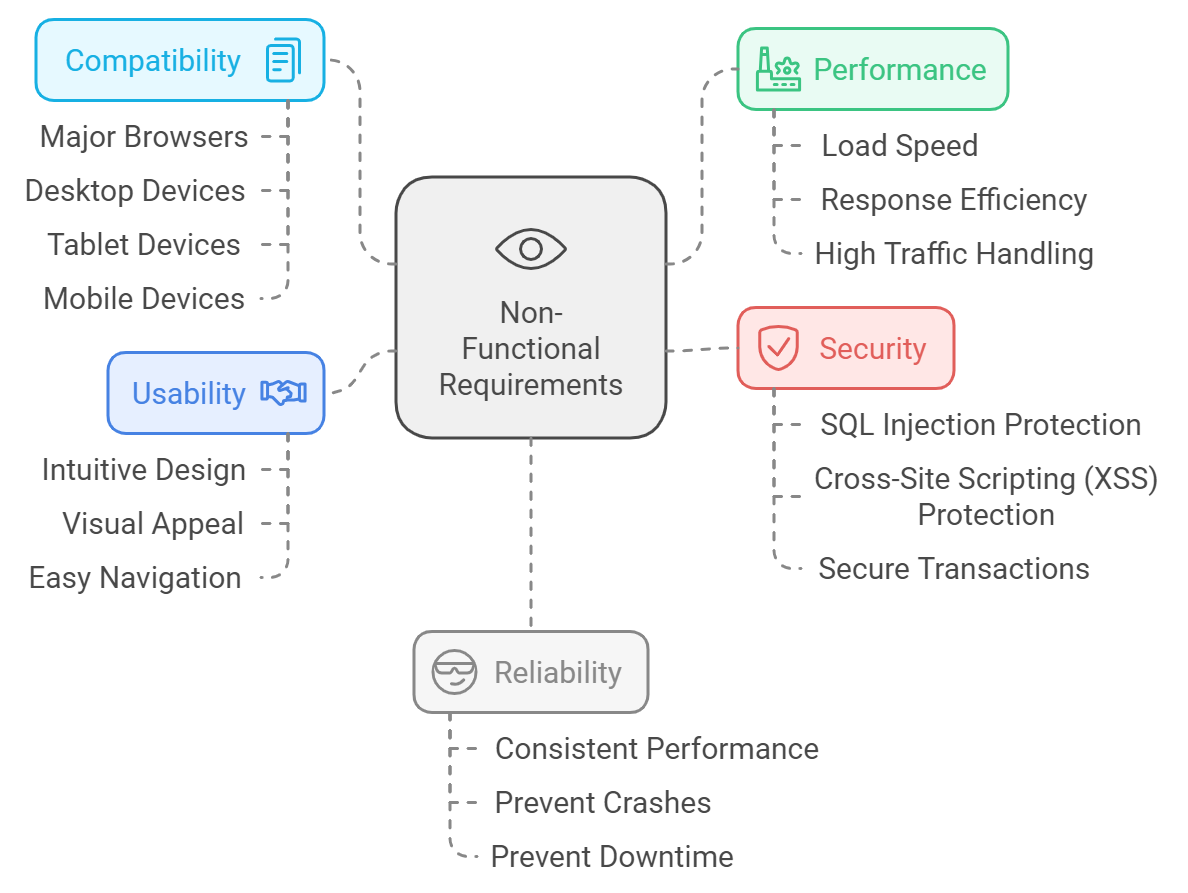 Compatibility
Major Browsers
Desktop Devices
Tablet Devices
Mobile Devices
Usability
Intuitive Design
Visual Appeal
Easy Navigation
Non-
Functional
Requirements
Performance
Load Speed
Response Efficiency
High Traffic Handling
Security
SQL Injection Protection
Cross-Site Scripting (XSS)
Protection
Secure Transactions
Reliability
Consistent Performance
Prevent Crashes
Prevent Downtime